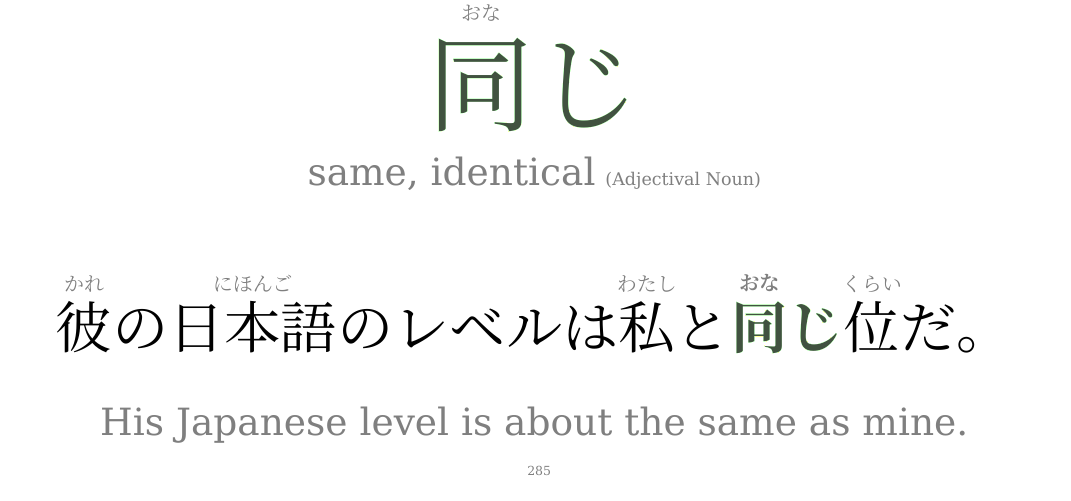 おな
同じ
same, identical (Adjectival Noun)
かれ にほんご わたし おな くらい
彼の日本語のレベルは私と同じ位だ。
His Japanese level is about the same as mine.
285